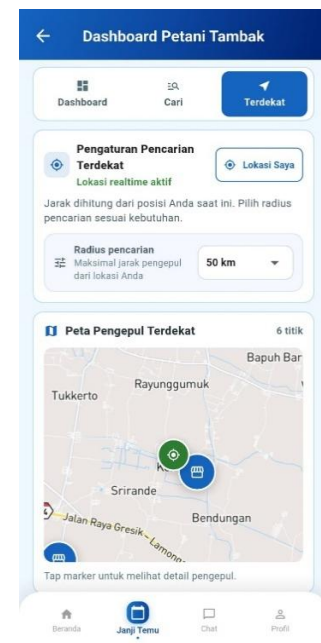 Dashboard Petani Tambak
Dashboard
Cari
Terdekat
Pengaturan Pencarian
Terdekat
Lokasi realtime aktif
Lokasi Saya
Jarak dihitung dari posisi Anda saat ini. Pilih radius
pencarian sesuai kebutuhan.
Radius pencarian
Maksimal jarak pengepul
dari lokasi Anda
50 km
Peta Pengepul Terdekat
6 titik
Bapuh Bar
Rayunggumuk
Tukkerto
Srirande
Bendungan
Jalan Raya Gresik-Lamong
Tap marker untuk melihat detail pengepul.
Beranda
Janji Temu
Chat
Profil